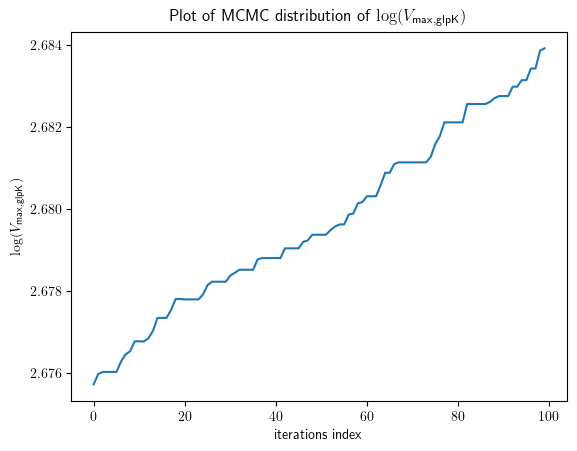 Plot of MCMC distribution of log(V_max,glpK)
2.684
2.682
2.680
2.678
2.676
log(V_max,glpK)
0 20 40 60 80 100
iterations index